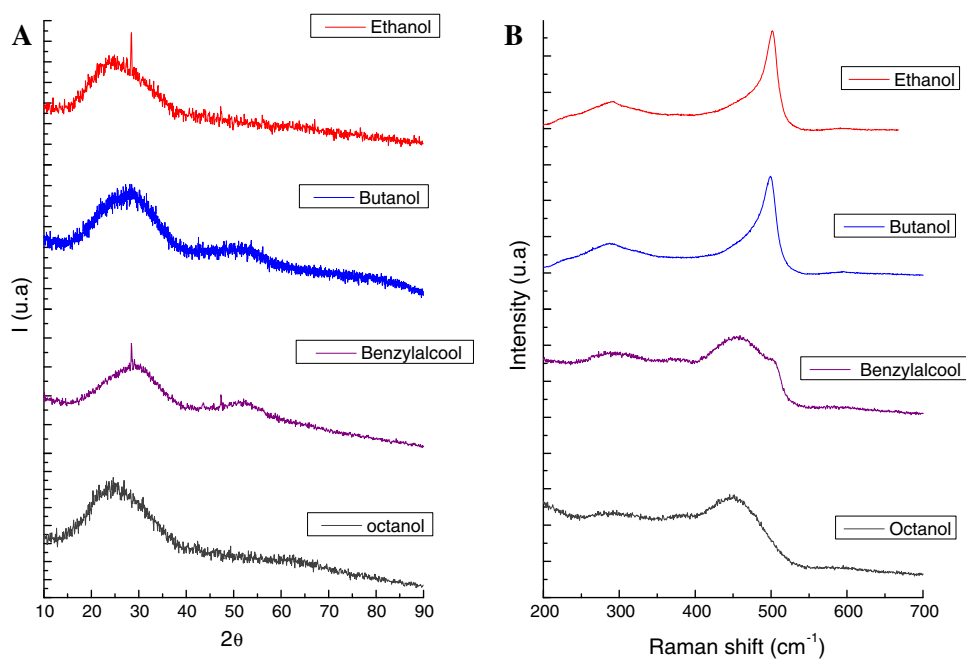 A
Ethanol
Butanol
Benzylalcool
octanol
I (u.a)
10 20 30 40 50 60 70 80 90
2θ
B
Ethanol
Butanol
Benzylalcool
Octanol
Intensity (u.a)
200 300 400 500 600 700
Raman shift (cm⁻¹)